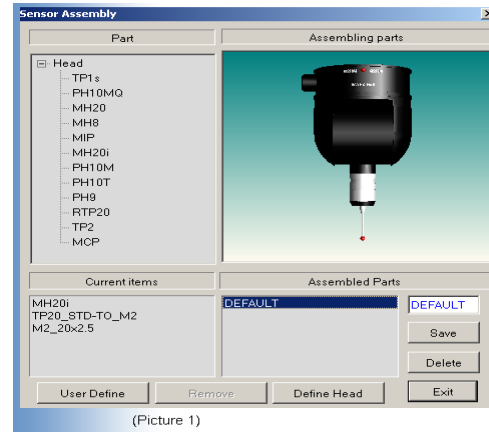 Sensor Assembly
Part
Assembling parts
Head
TP1s
PH10MQ
MH20
MH8
MIP
MH20i
PH10M
PH10T
PH9
RTP20
TP2
MCP
Current items
Assembled Parts
MH20i
TP20_STD-TO_M2
M2_20x2.5
DEFAULT
DEFAULT
Save
Delete
User Define
Remove
Define Head
Exit
(Picture 1)